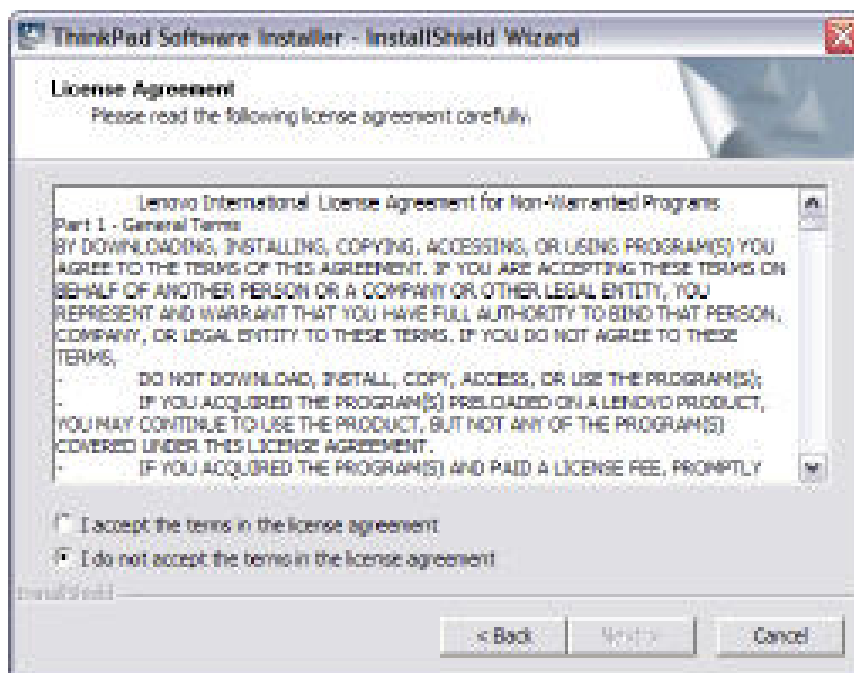 ThinkPad Software Installer - InstallShield Wizard
License Agreement
Please read the following license agreement carefully.
Lenovo International License Agreement for Non-Warranted Programs
Part 1 - General Terms
BY DOWNLOADING, INSTALLING, COPYING, ACCESSING, OR USING PROGRAM(S) YOU
AGREE TO THE TERMS OF THIS AGREEMENT. IF YOU ARE ACCEPTING THESE TERMS ON
BEHALF OF ANOTHER PERSON OR A COMPANY OR OTHER LEGAL ENTITY, YOU
REPRESENT AND WARRANT THAT YOU HAVE FULL AUTHORITY TO BIND THAT PERSON,
COMPANY, OR LEGAL ENTITY TO THESE TERMS. IF YOU DO NOT AGREE TO THESE
TERMS,
- DO NOT DOWNLOAD, INSTALL, COPY, ACCESS, OR USE THE PROGRAM(S);
- IF YOU ACQUIRED THE PROGRAM(S) PRELOADED ON A LENOVO PRODUCT,
YOU MAY CONTINUE TO USE THE PRODUCT, BUT NOT ANY OF THE PROGRAM(S)
COVERED UNDER THIS LICENSE AGREEMENT.
- IF YOU ACQUIRED THE PROGRAM(S) AND PAID A LICENSE FEE, PROMPTLY
I accept the terms in the license agreement
I do not accept the terms in the license agreement
InstallShield
< Back Next > Cancel